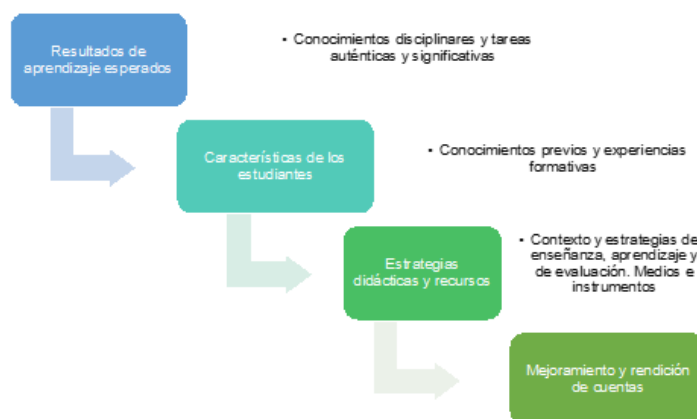 Resultados de
aprendizaje esperados
• Conocimientos disciplinares y tareas
auténticas y significativas
Características de los
estudiantes
• Conocimientos previos y experiencias
formativas
Estrategias
didácticas y recursos
• Contexto y estrategias de
enseñanza, aprendizaje y
de evaluación. Medios e
instrumentos
Mejoramiento y rendición
de cuentas